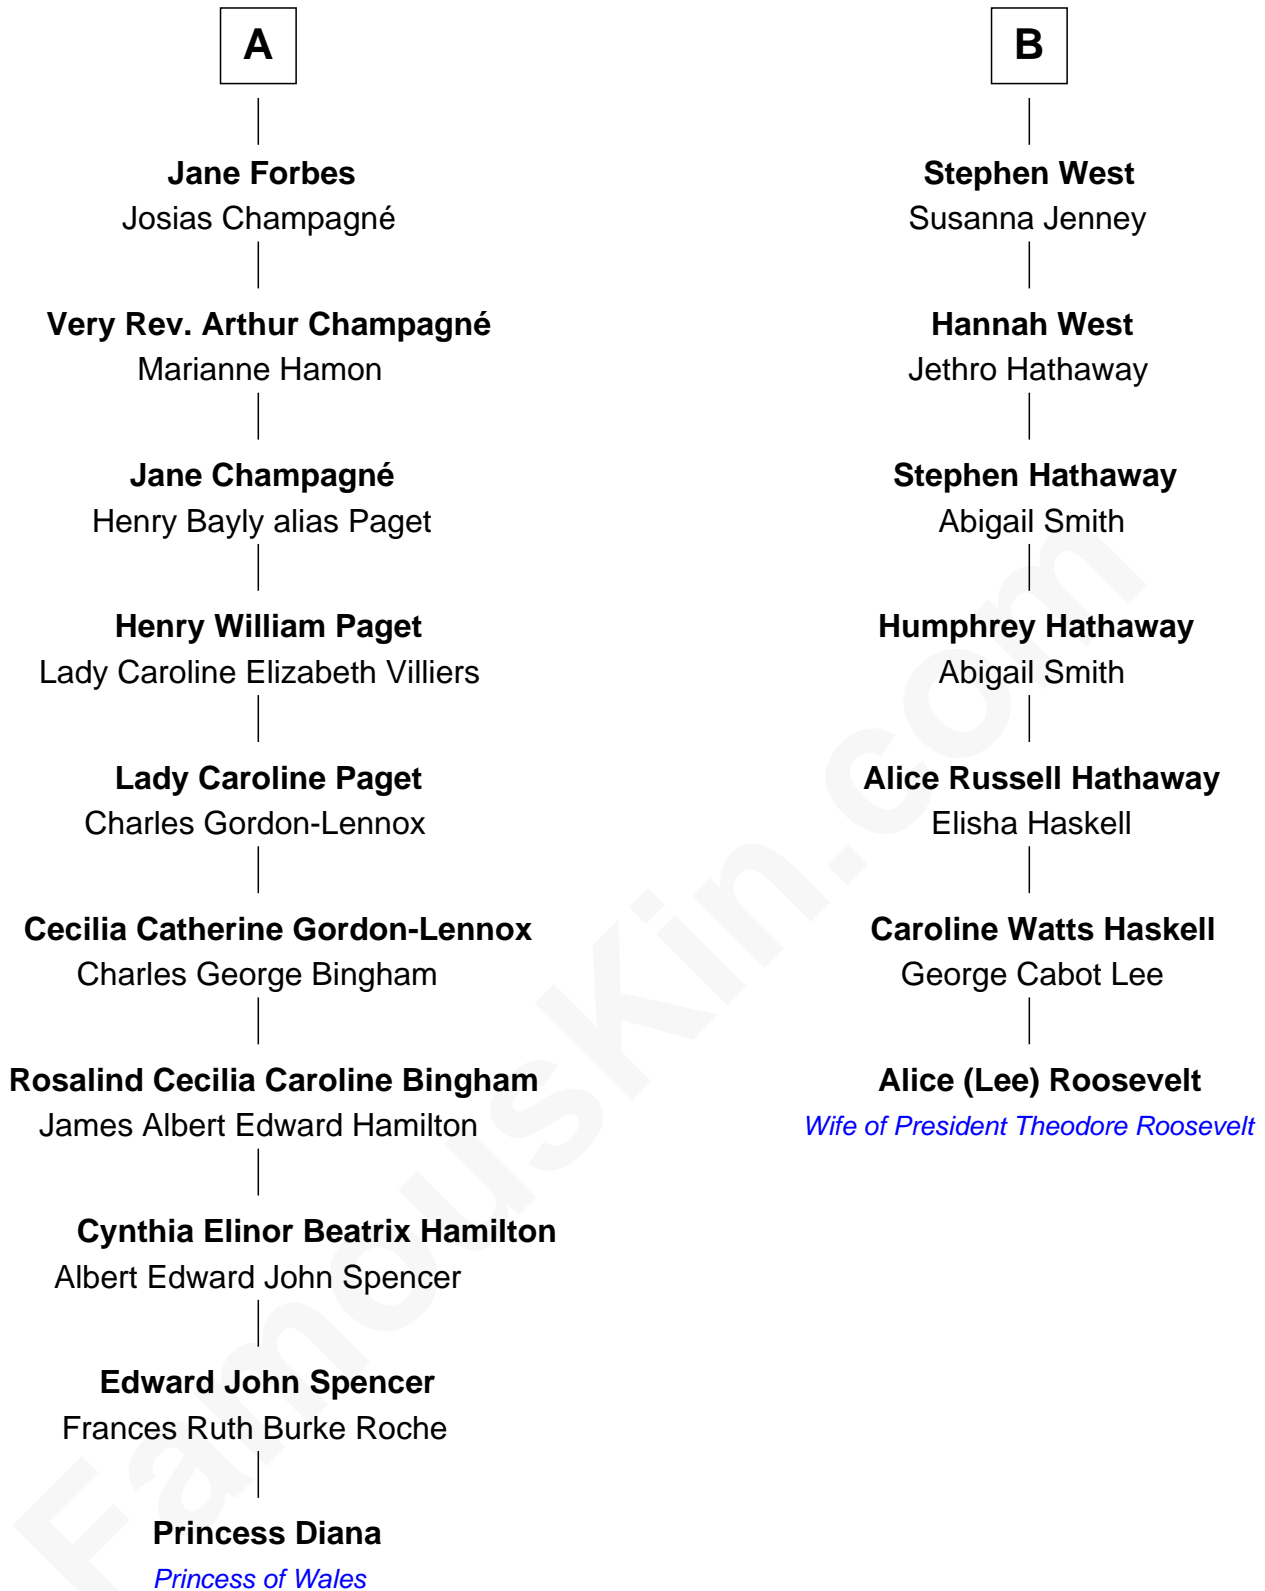 A
Jane Forbes
Josias Champagné
Very Rev. Arthur Champagné
Marianne Hamon
Jane Champagné
Henry Bayly alias Paget
Henry William Paget
Lady Caroline Elizabeth Villiers
Lady Caroline Paget
Charles Gordon-Lennox
Cecilia Catherine Gordon-Lennox
Charles George Bingham
Rosalind Cecilia Caroline Bingham
James Albert Edward Hamilton
Cynthia Elinor Beatrix Hamilton
Albert Edward John Spencer
Edward John Spencer
Frances Ruth Burke Roche
Princess Diana
Princess of Wales
B
Stephen West
Susanna Jenney
Hannah West
Jethro Hathaway
Stephen Hathaway
Abigail Smith
Humphrey Hathaway
Abigail Smith
Alice Russell Hathaway
Elisha Haskell
Caroline Watts Haskell
George Cabot Lee
Alice (Lee) Roosevelt
Wife of President Theodore Roosevelt
FamousKin.com